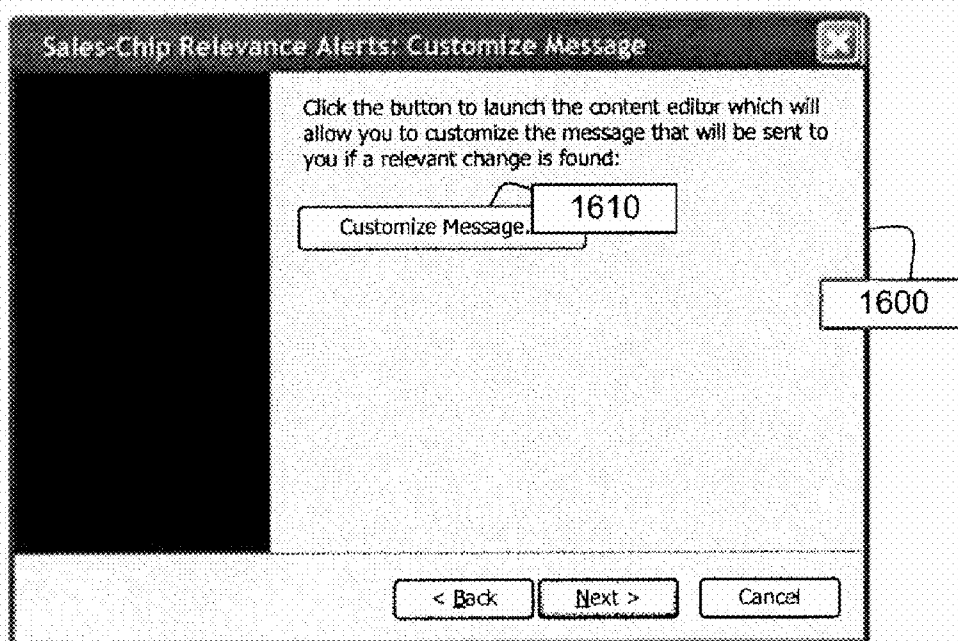 Sales-Chip Relevance Alerts: Customize Message
Click the button to launch the content editor which will
allow you to customize the message that will be sent to
you if a relevant change is found:
1610
Customize Message.
1600
< Back
Next >
Cancel